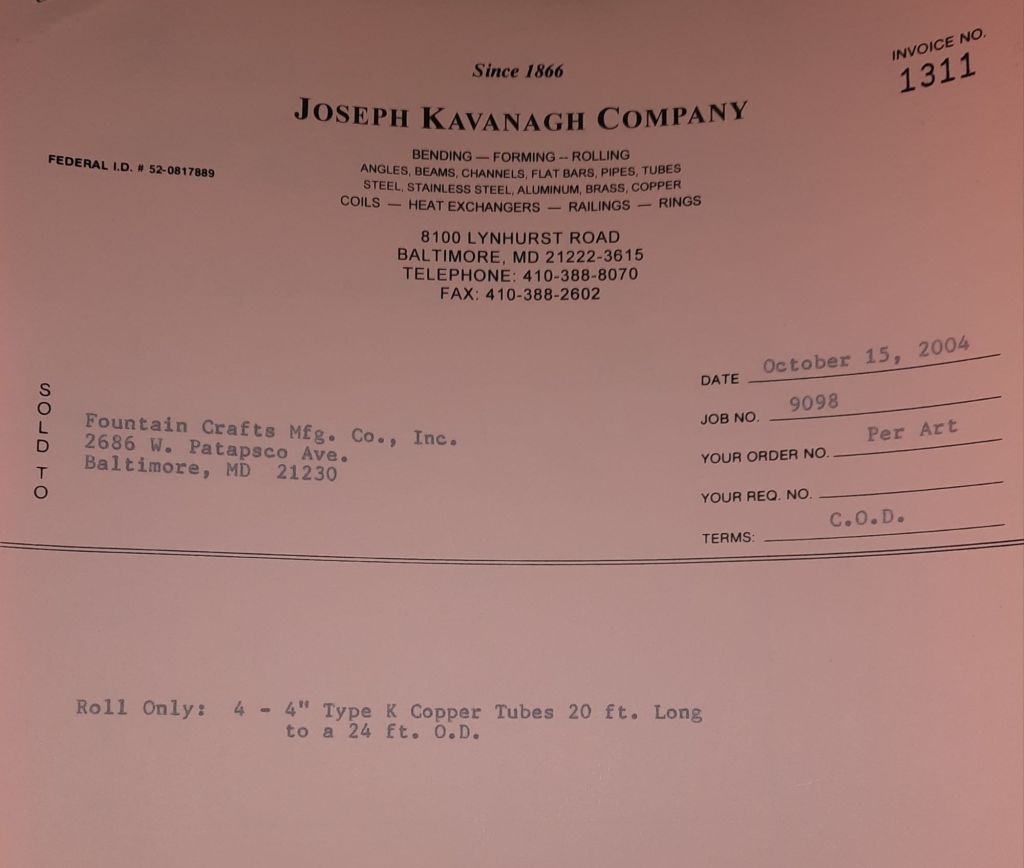 INVOICE NO.
1311
Since 1866
JOSEPH KAVANAGH COMPANY
FEDERAL I.D. # 52-0817889
BENDING — FORMING -- ROLLING
ANGLES, BEAMS, CHANNELS, FLAT BARS, PIPES, TUBES
STEEL, STAINLESS STEEL, ALUMINUM, BRASS, COPPER
COILS — HEAT EXCHANGERS — RAILINGS — RINGS
8100 LYNHURST ROAD
BALTIMORE, MD 21222-3615
TELEPHONE: 410-388-8070
FAX: 410-388-2602
SOLD TO
Fountain Crafts Mfg. Co., Inc.
2686 W. Patapsco Ave.
Baltimore, MD 21230
DATE October 15, 2004
JOB NO. 9098
YOUR ORDER NO. Per Art
YOUR REQ. NO.
TERMS: C.O.D.
Roll Only: 4 - 4" Type K Copper Tubes 20 ft. Long
to a 24 ft. O.D.